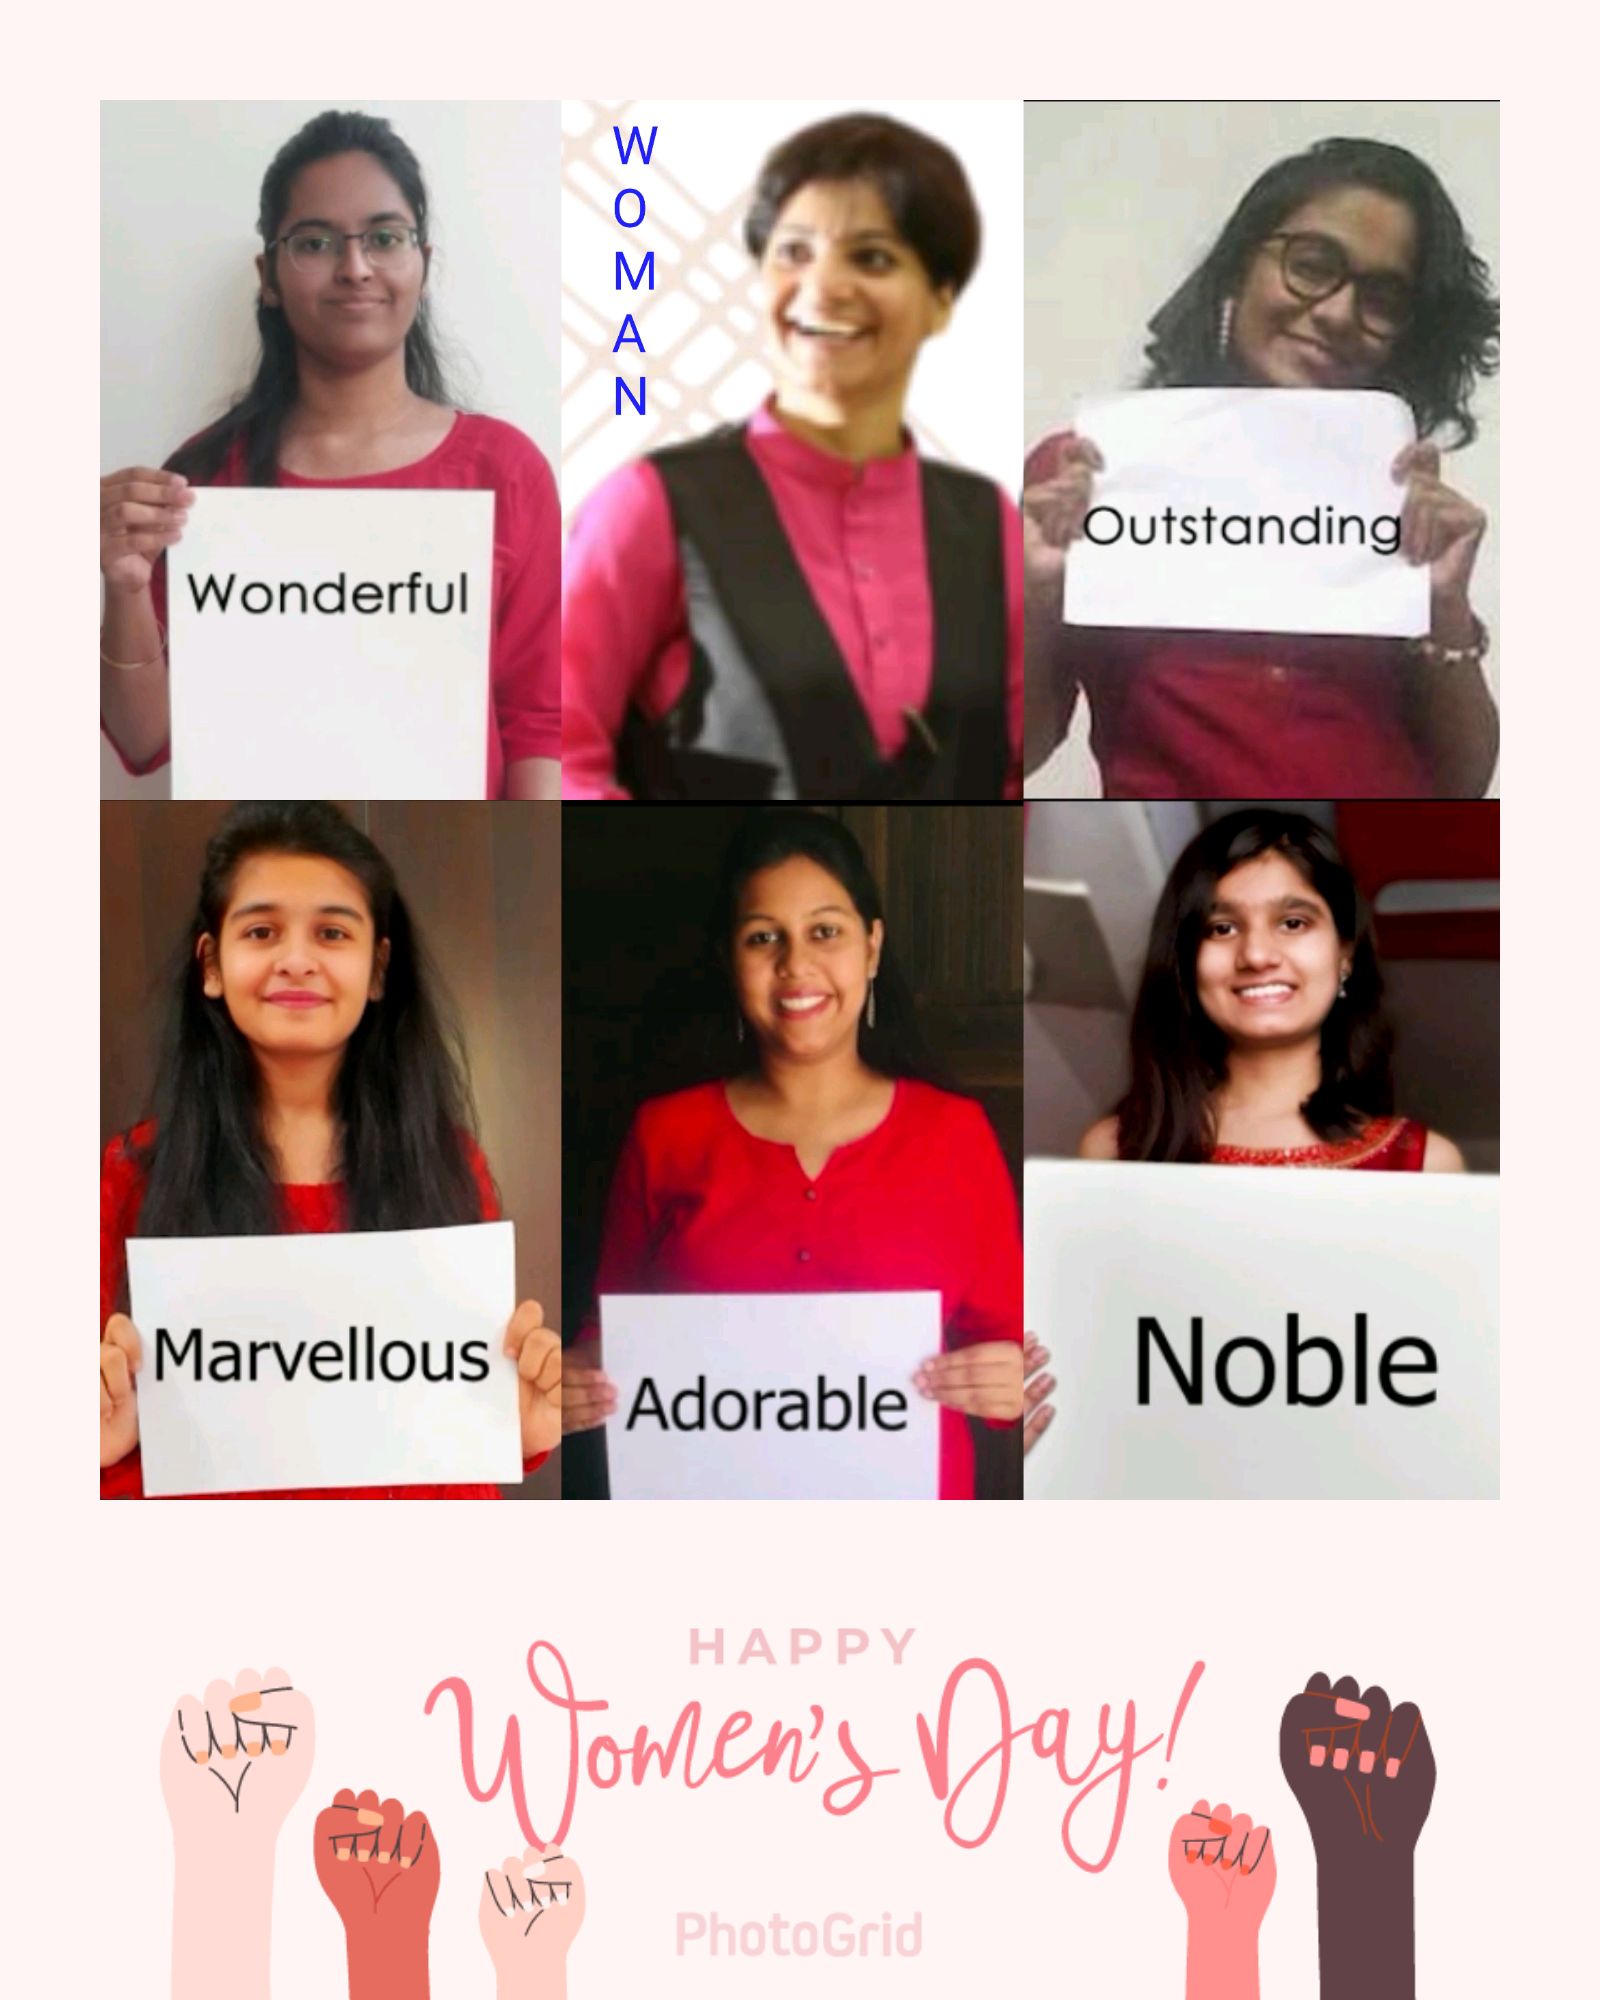 W
O
M
A
N
Wonderful
Outstanding
Marvellous
Adorable
Noble
HAPPY
Women's Day!
PhotoGrid